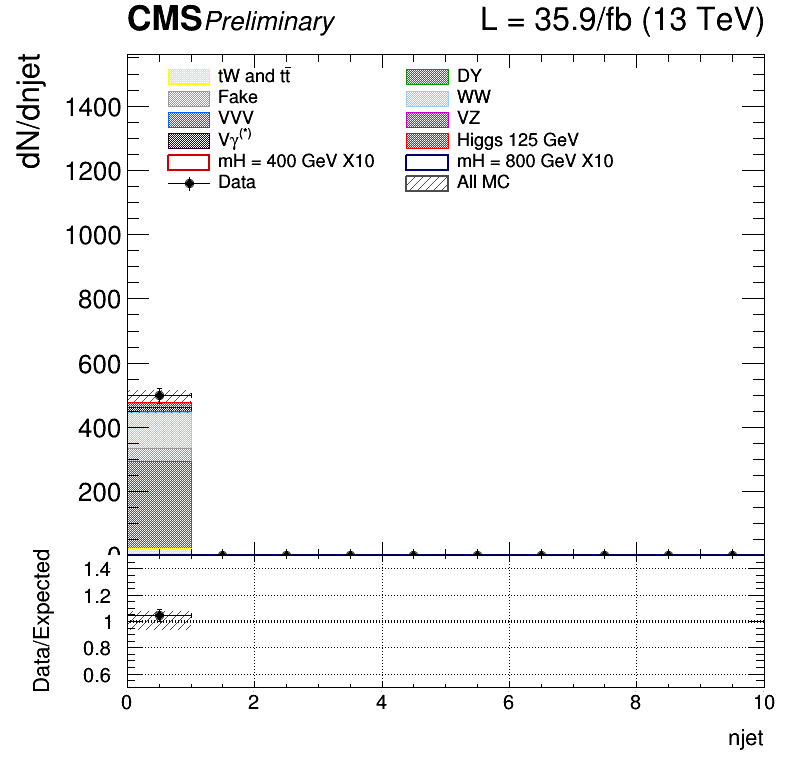 CMS Preliminary L = 35.9/fb (13 TeV)
dN/dnjet
tW and tt̄ DY
Fake WW
VVV VZ
Vγ(*) Higgs 125 GeV
mH = 400 GeV X10 mH = 800 GeV X10
Data All MC
1400
1200
1000
800
600
400
200
0
Data/Expected
1.4
1.2
1
0.8
0.6
0 2 4 6 8 10
njet